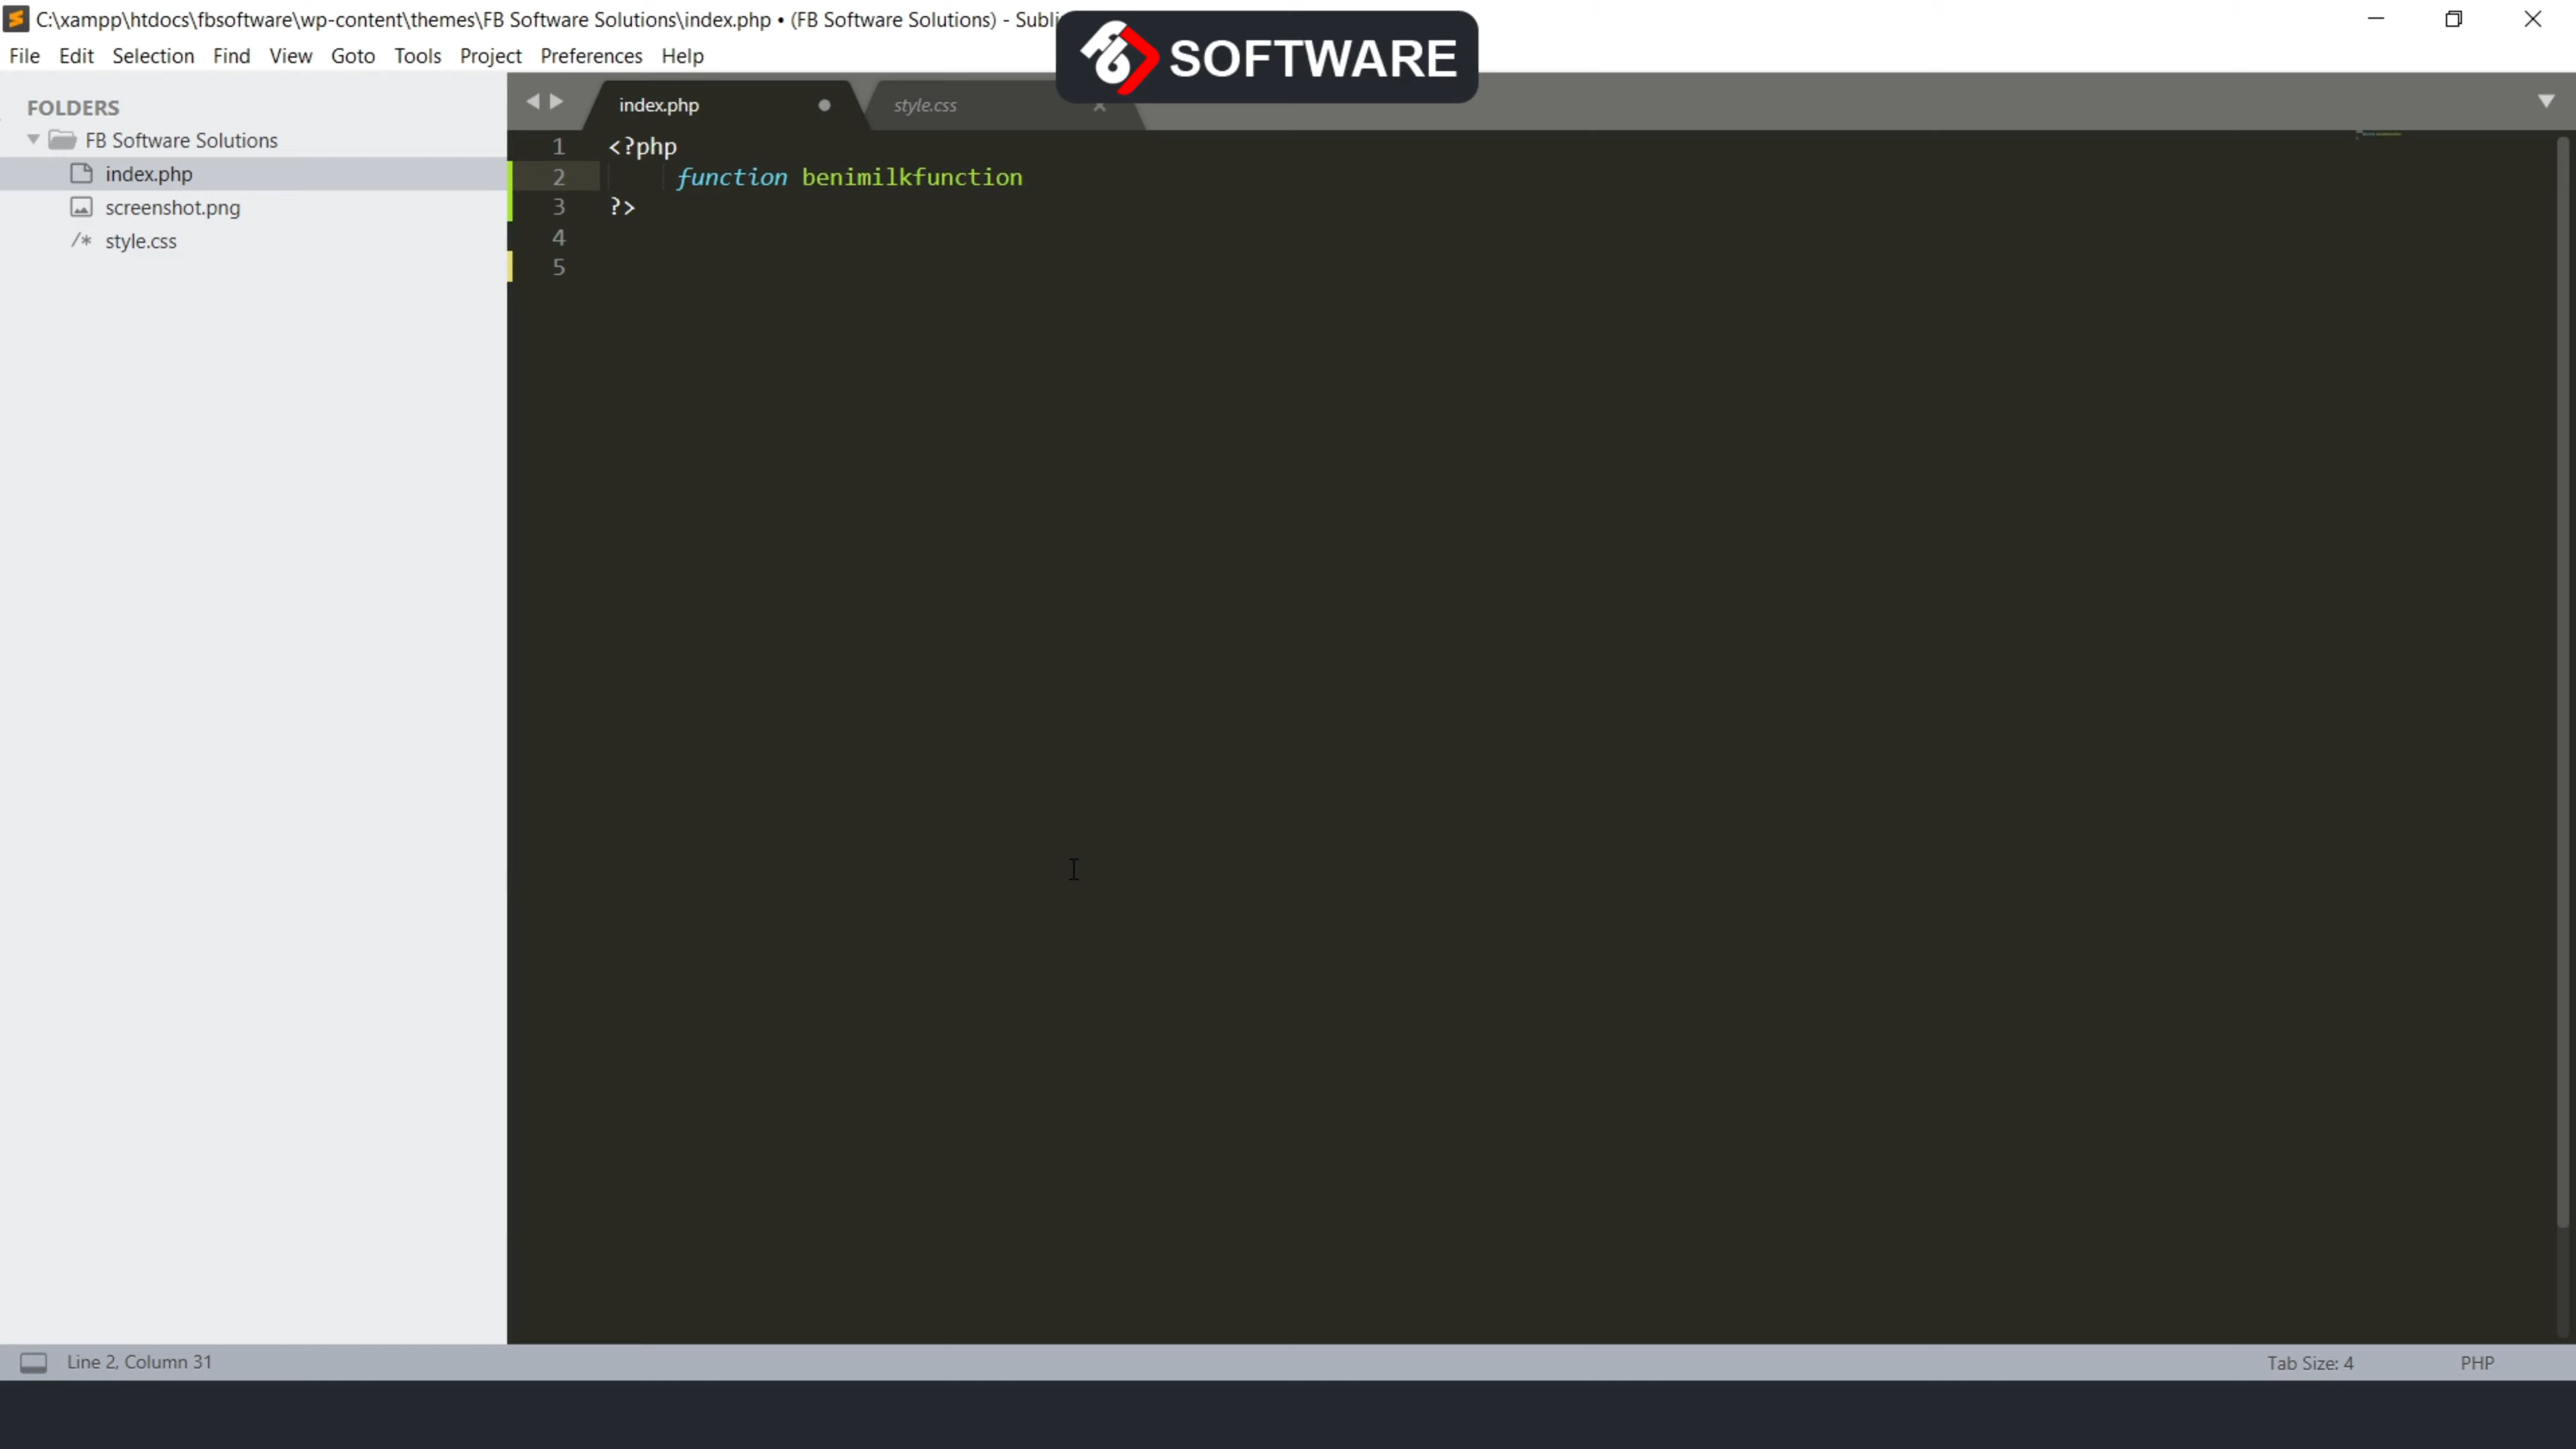 C:\xampp\htdocs\fbsoftware\wp-content\themes\FB Software Solutions\index.php • (FB Software Solutions) -
SOFTWARE
File Edit Selection Find View Goto Tools Project Preferences Help
FOLDERS
FB Software Solutions
index.php
screenshot.png
/* style.css
index.php style.css
1 <?php
2 function benimilkfunction
3 ?>
4
5
Line 2, Column 31 Tab Size: 4 PHP